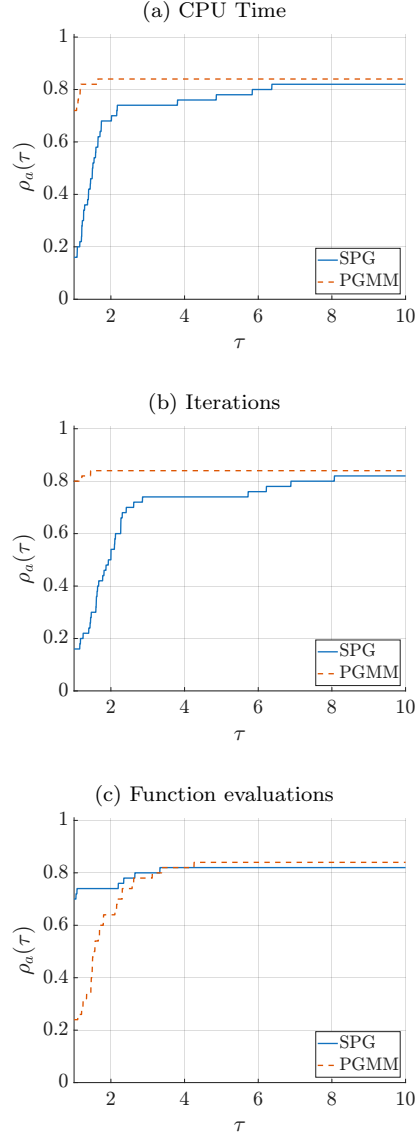 (a) CPU Time
1
0.8
0.6
0.4
0.2
0
ρₐ(τ)
SPG
PGMM
2 4 6 8 10
τ
(b) Iterations
1
0.8
0.6
0.4
0.2
0
ρₐ(τ)
SPG
PGMM
2 4 6 8 10
τ
(c) Function evaluations
1
0.8
0.6
0.4
0.2
0
ρₐ(τ)
SPG
PGMM
2 4 6 8 10
τ